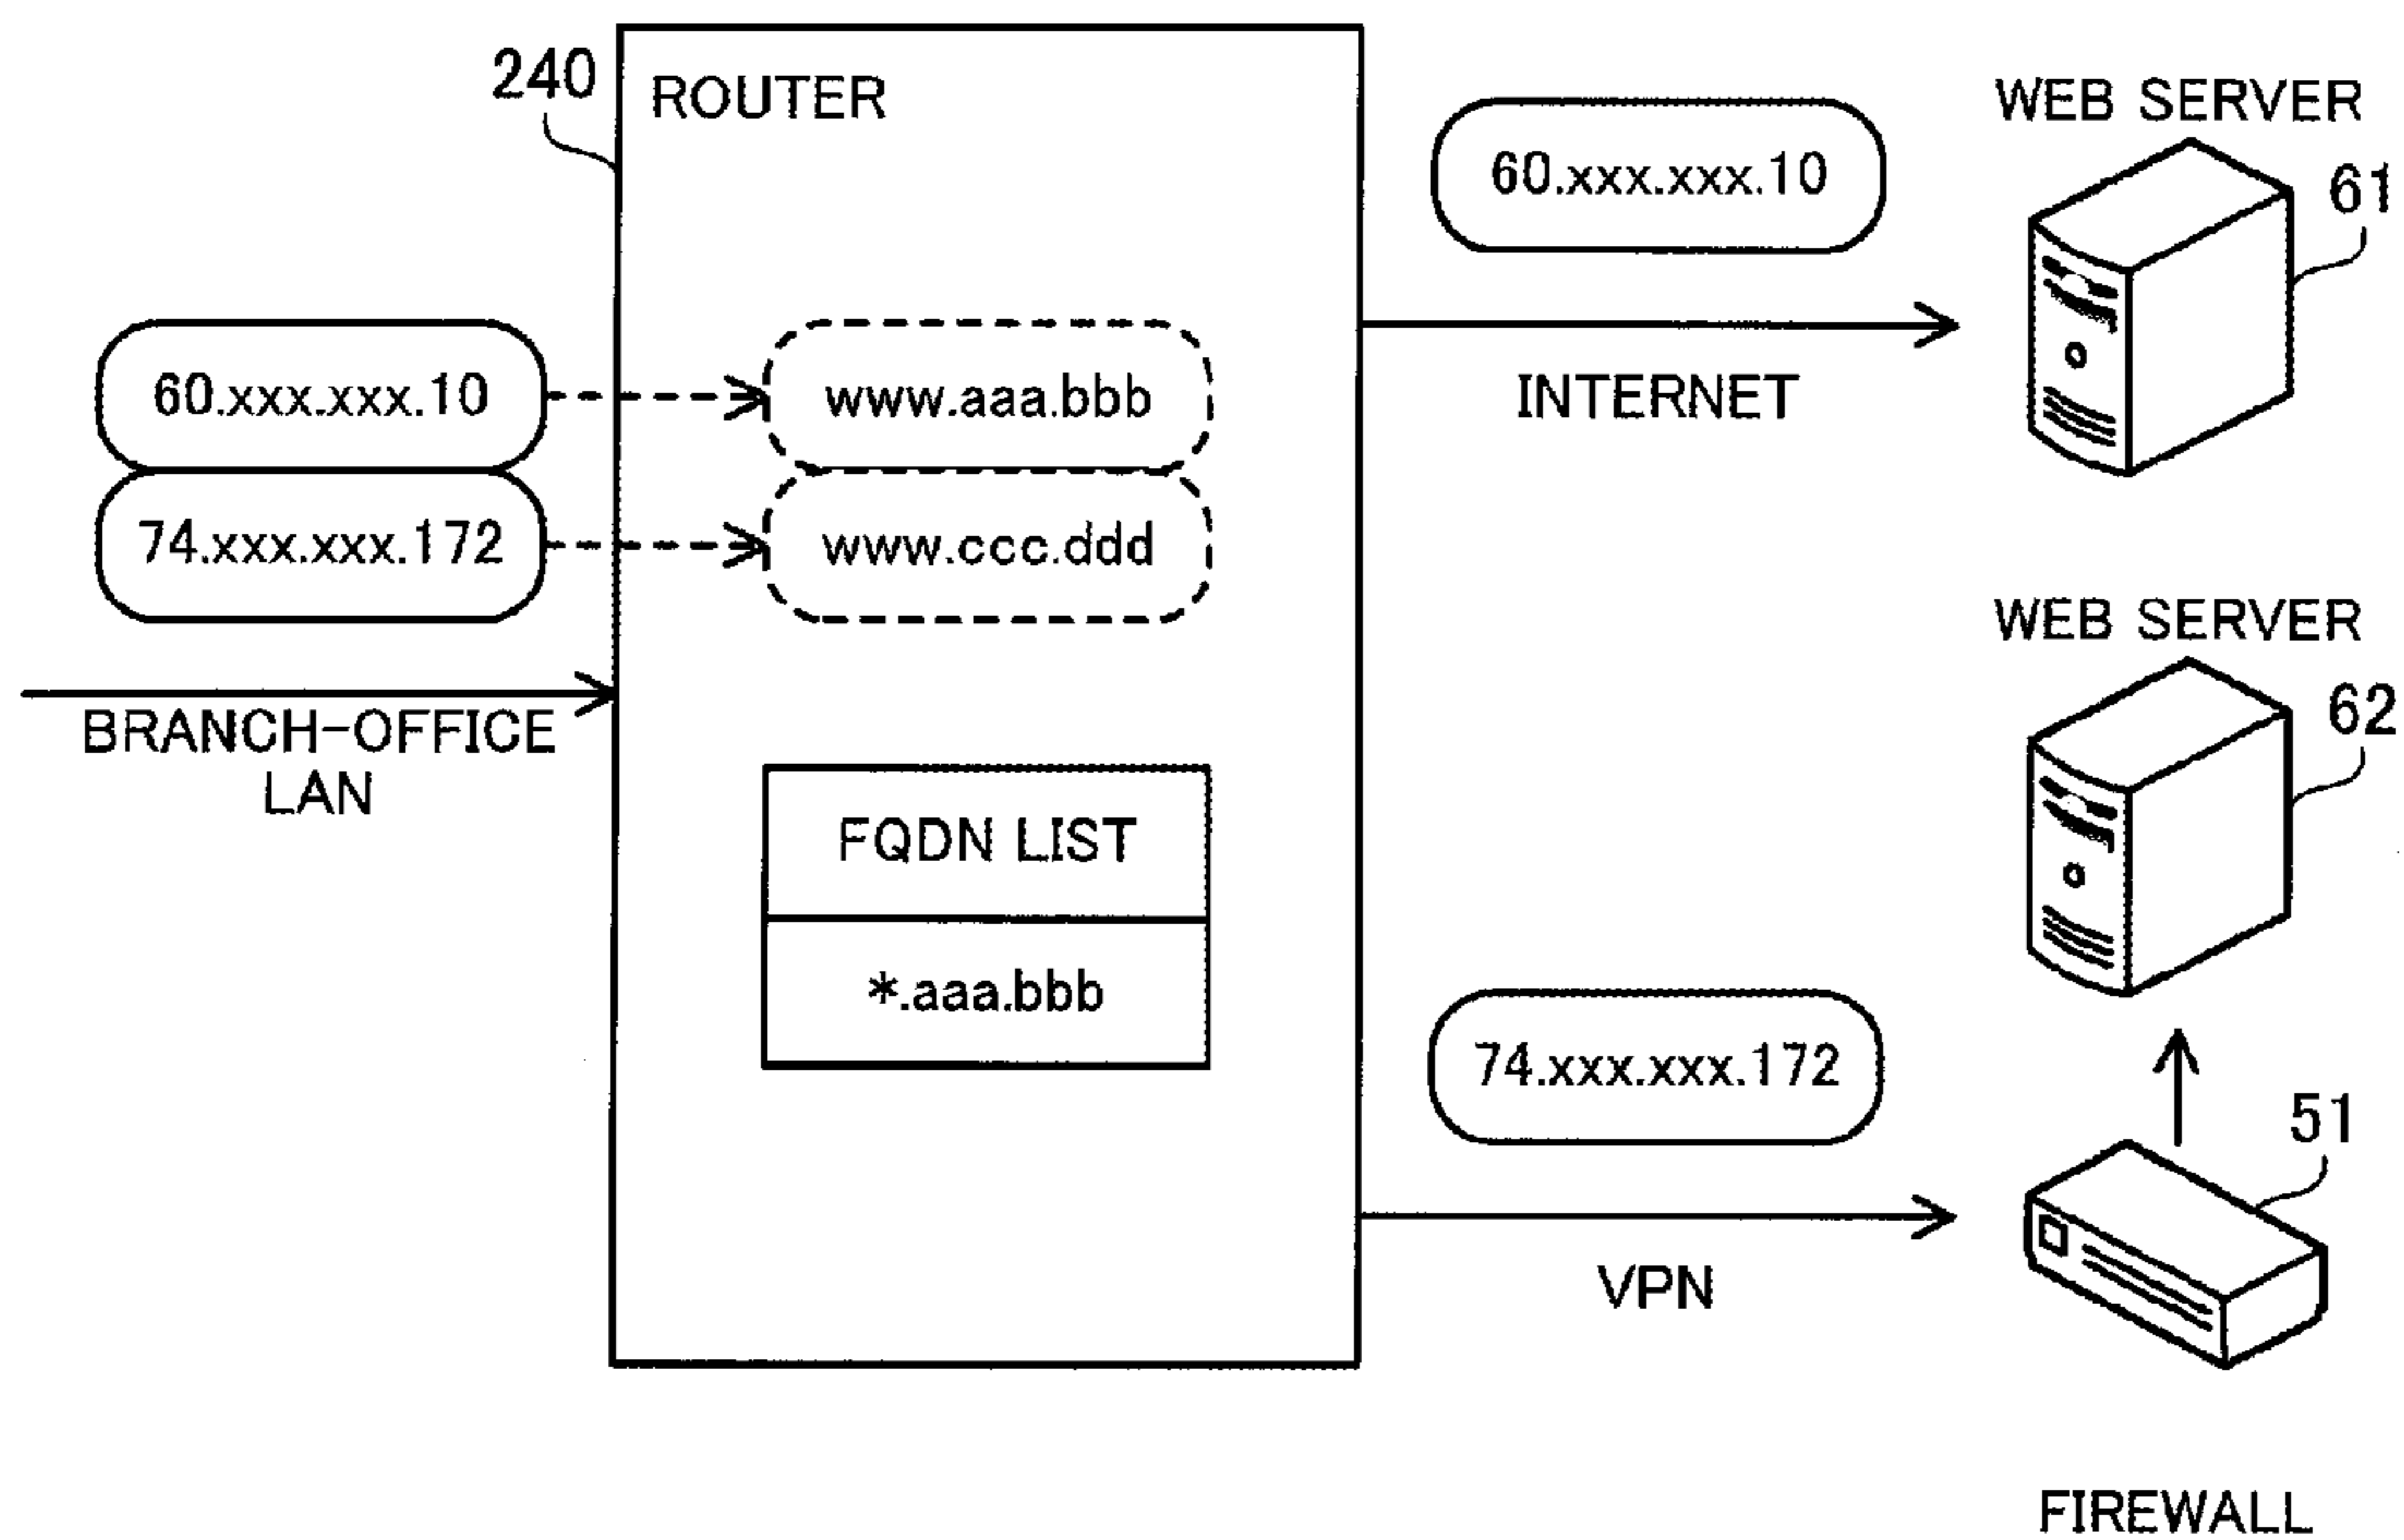 240
ROUTER
60.xxx.xxx.10
WEB SERVER
61
60.xxx.xxx.10
www.aaa.bbb
INTERNET
74.xxx.xxx.172
www.ccc.ddd
WEB SERVER
62
BRANCH-OFFICE
LAN
FQDN LIST
*.aaa.bbb
74.xxx.xxx.172
51
VPN
FIREWALL